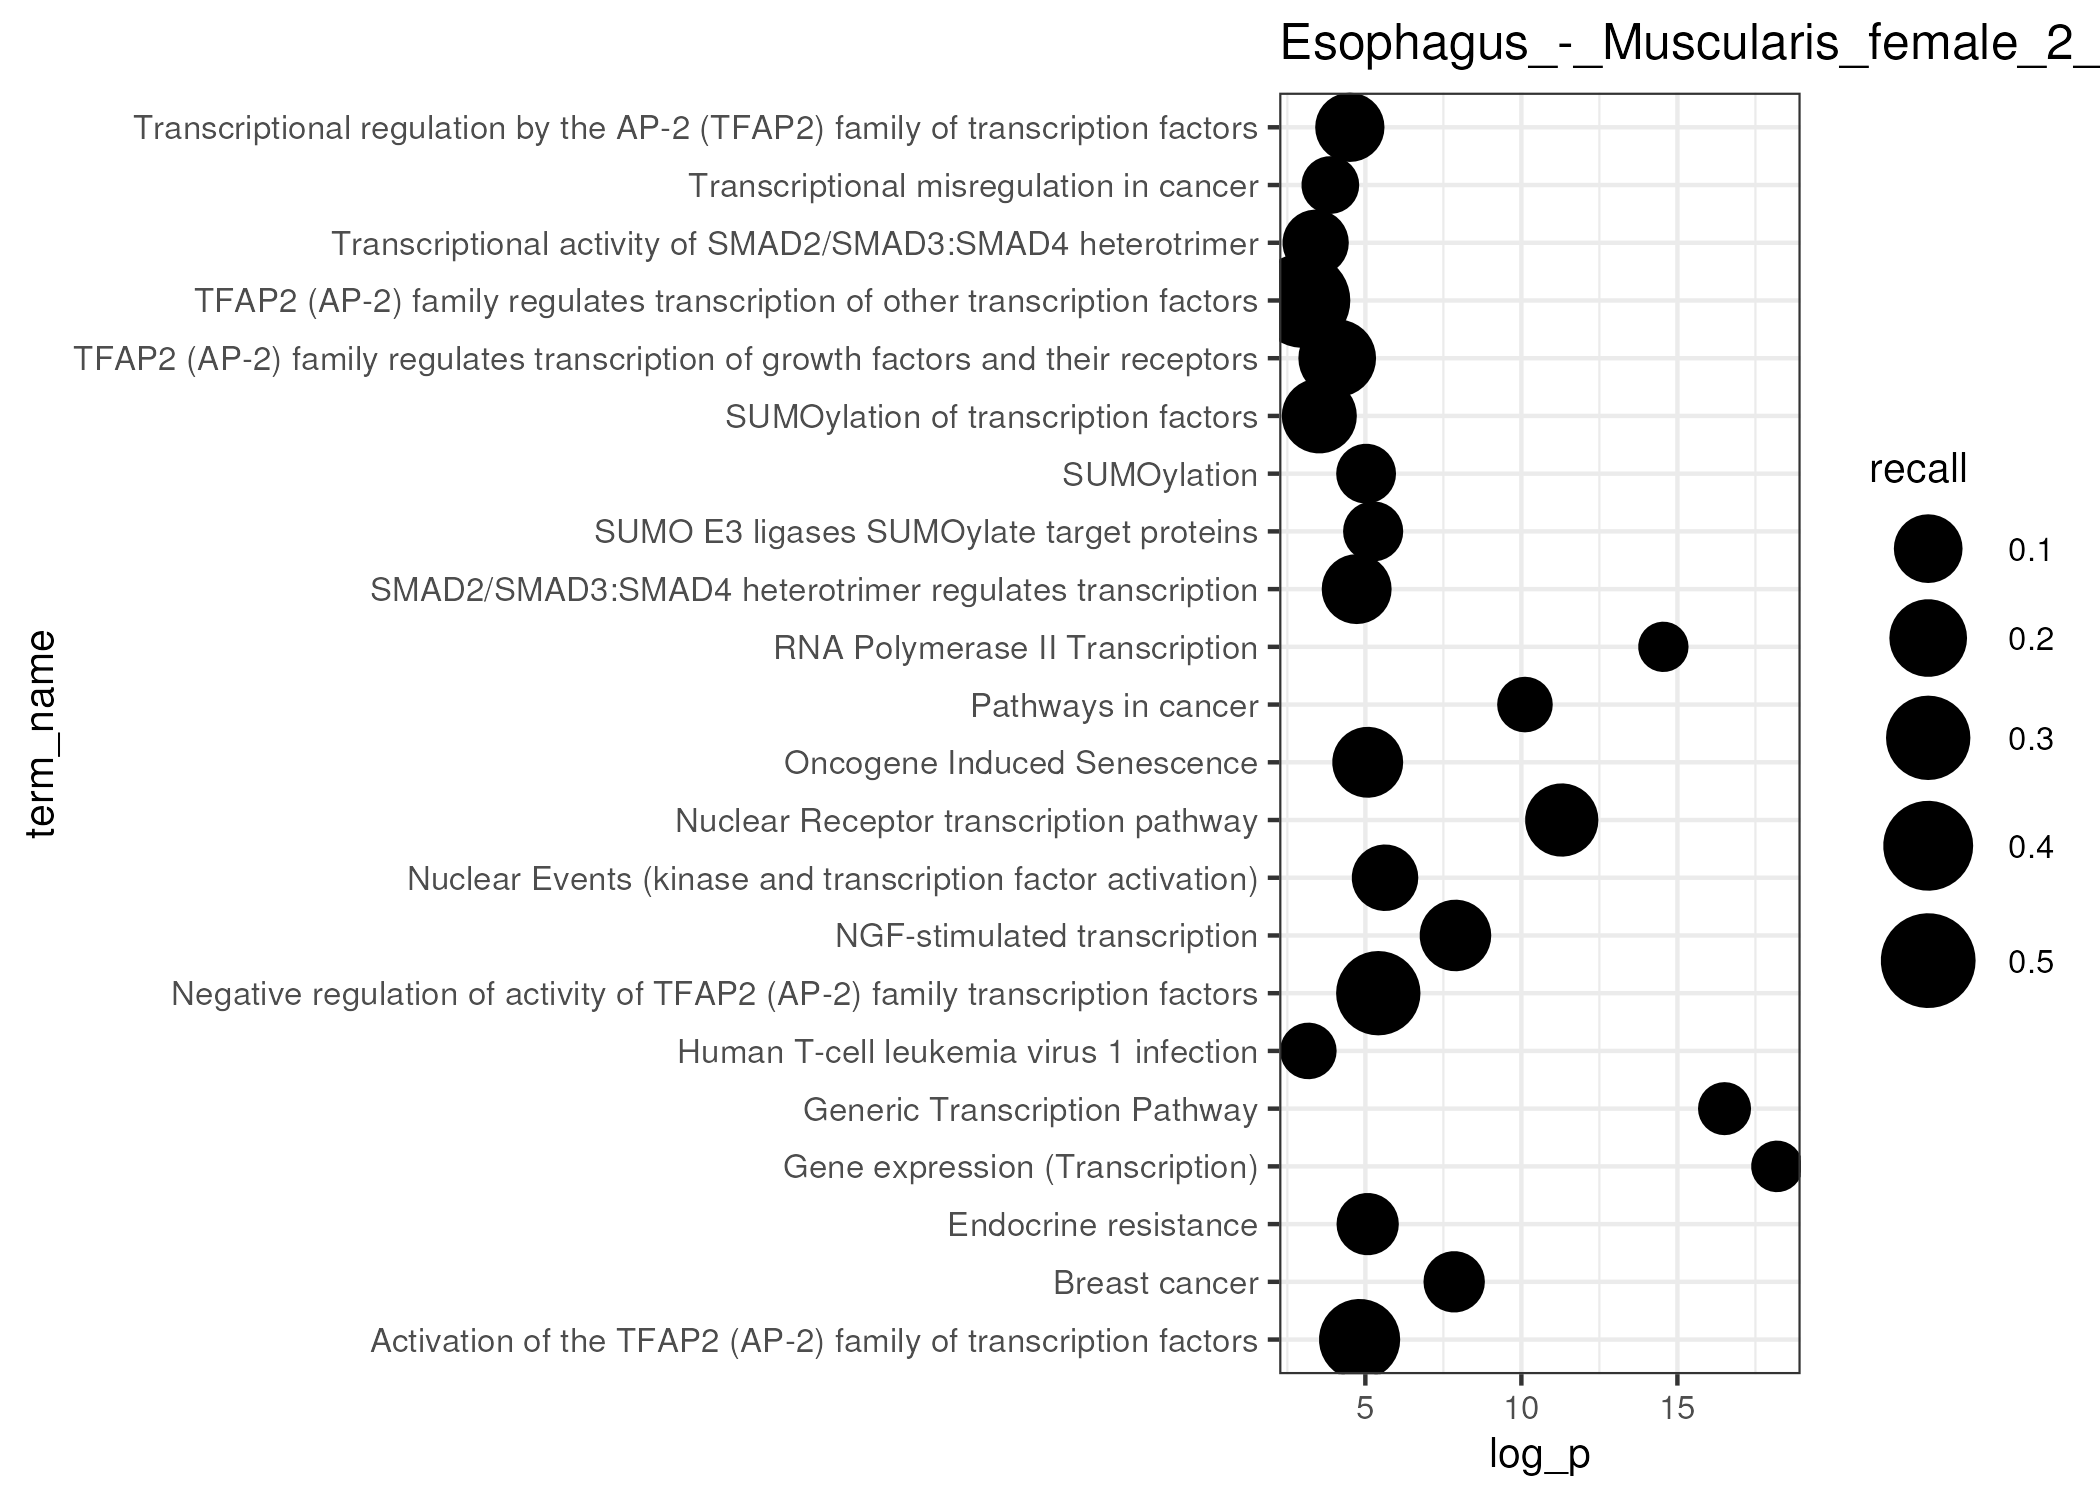 Esophagus_-_Muscularis_female_2_
Transcriptional regulation by the AP-2 (TFAP2) family of transcription factors
Transcriptional misregulation in cancer
Transcriptional activity of SMAD2/SMAD3:SMAD4 heterotrimer
TFAP2 (AP-2) family regulates transcription of other transcription factors
TFAP2 (AP-2) family regulates transcription of growth factors and their receptors
SUMOylation of transcription factors
SUMOylation
SUMO E3 ligases SUMOylate target proteins
SMAD2/SMAD3:SMAD4 heterotrimer regulates transcription
RNA Polymerase II Transcription
Pathways in cancer
Oncogene Induced Senescence
Nuclear Receptor transcription pathway
Nuclear Events (kinase and transcription factor activation)
NGF-stimulated transcription
Negative regulation of activity of TFAP2 (AP-2) family transcription factors
Human T-cell leukemia virus 1 infection
Generic Transcription Pathway
Gene expression (Transcription)
Endocrine resistance
Breast cancer
Activation of the TFAP2 (AP-2) family of transcription factors
term_name
5 10 15
log_p
recall
0.1
0.2
0.3
0.4
0.5